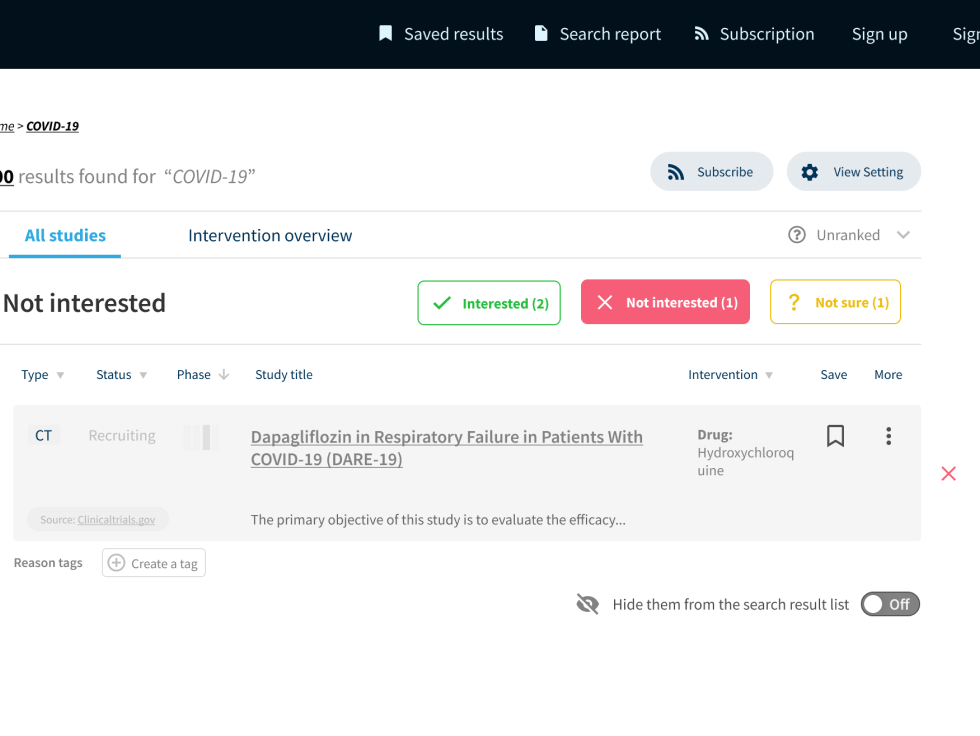 Saved results Search report Subscription Sign up Sign
me > COVID-19
00 results found for “COVID-19”
Subscribe View Setting
All studies Intervention overview ? Unranked
Not interested
Interested (2) Not interested (1) ? Not sure (1)
Type Status Phase Study title Intervention Save More
CT Recruiting Dapagliflozin in Respiratory Failure in Patients With
COVID-19 (DARE-19)
Drug:
Hydroxychloroq
uine
Source: Clinicaltrials.gov The primary objective of this study is to evaluate the efficacy...
Reason tags Create a tag
Hide them from the search result list Off